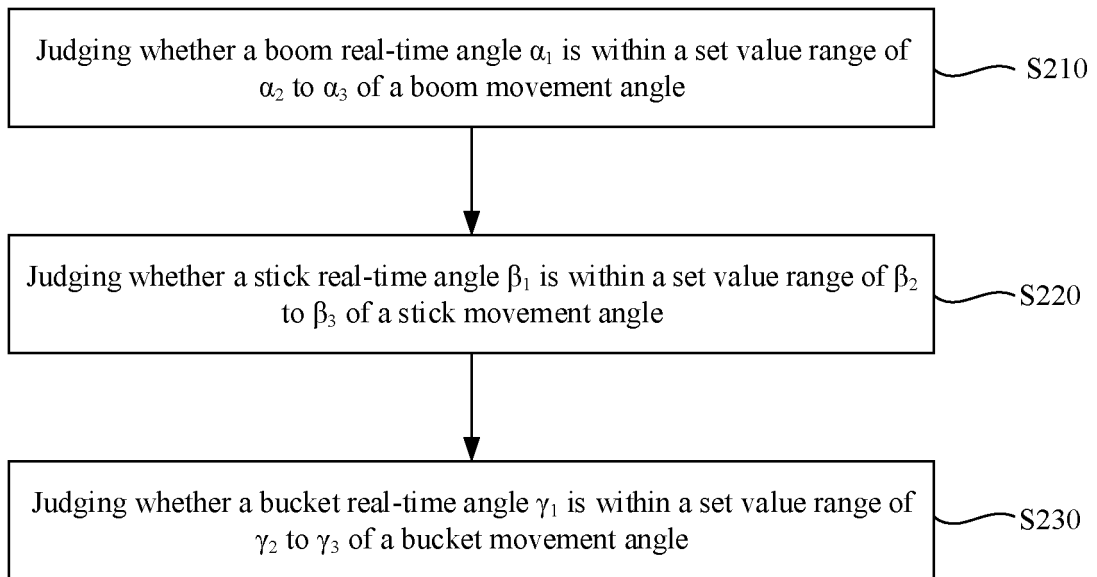 Judging whether a boom real-time angle α₁ is within a set value range of
α₂ to α₃ of a boom movement angle
S210
Judging whether a stick real-time angle β₁ is within a set value range of β₂
to β₃ of a stick movement angle
S220
Judging whether a bucket real-time angle γ₁ is within a set value range of
γ₂ to γ₃ of a bucket movement angle
S230